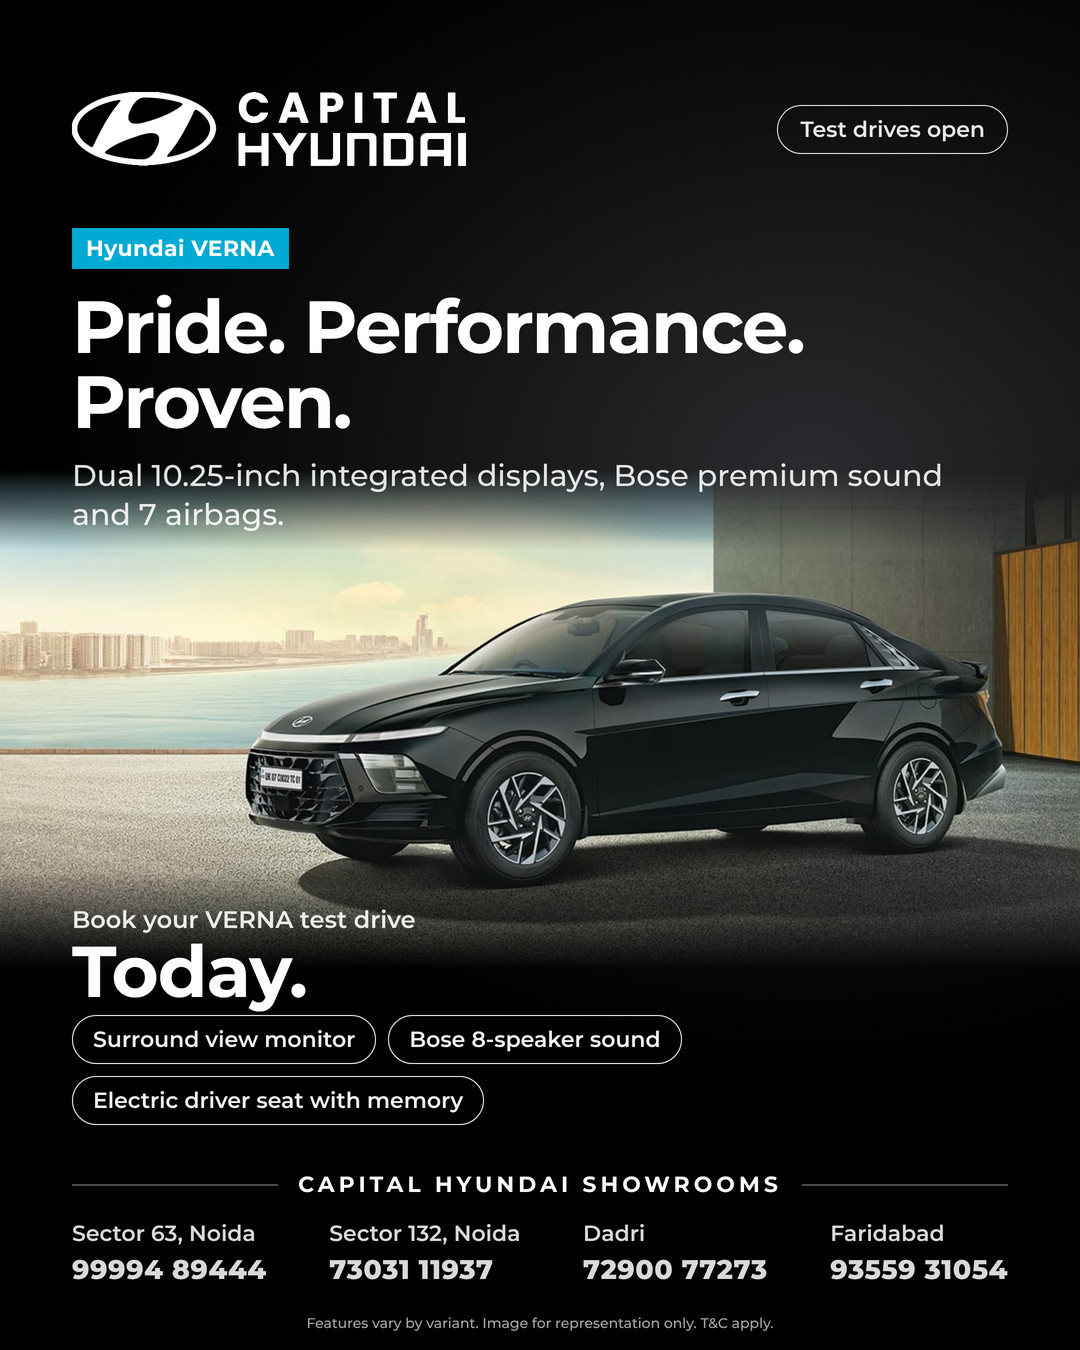 CAPITAL
HYUNDAI
Test drives open
Hyundai VERNA
Pride. Performance.
Proven.
Dual 10.25-inch integrated displays, Bose premium sound
and 7 airbags.
Book your VERNA test drive
Today.
Surround view monitor
Bose 8-speaker sound
Electric driver seat with memory
CAPITAL HYUNDAI SHOWROOMS
Sector 63, Noida
99994 89444
Sector 132, Noida
73031 11937
Dadri
72900 77273
Faridabad
93559 31054
Features vary by variant. Image for representation only. T&C apply.